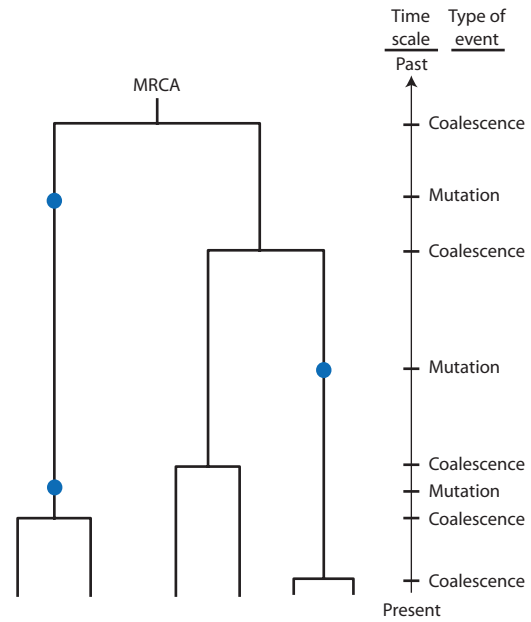 Time
scale
Type of
event
Past
MRCA
Coalescence
Mutation
Coalescence
Mutation
Coalescence
Mutation
Coalescence
Coalescence
Present